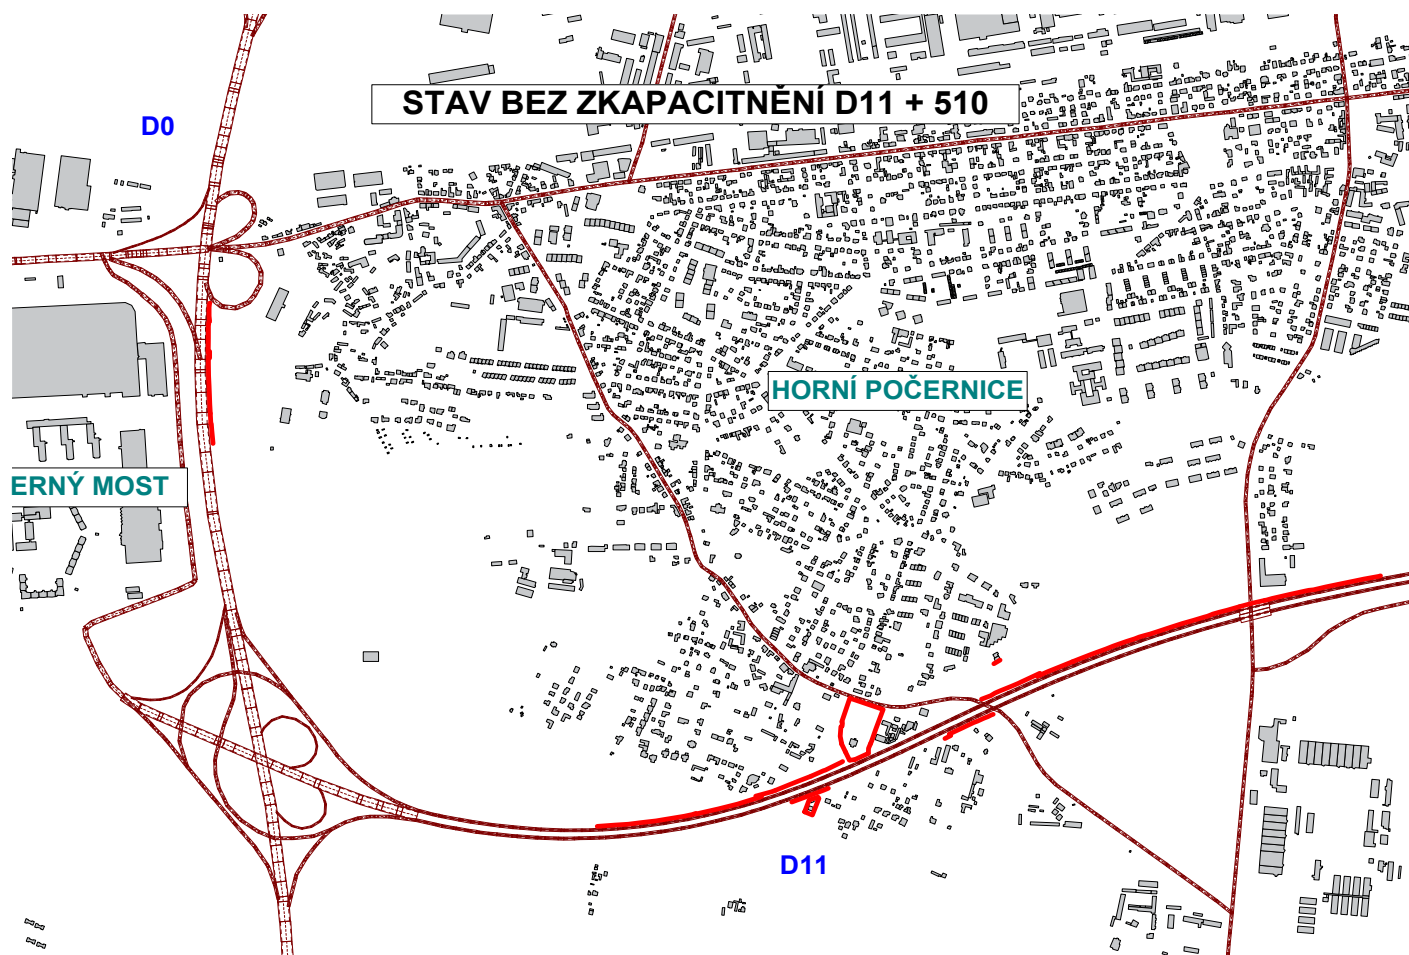 STAV BEZ ZKAPACITNĚNÍ D11 + 510
D0
HORNÍ POČERNICE
ERNÝ MOST
D11